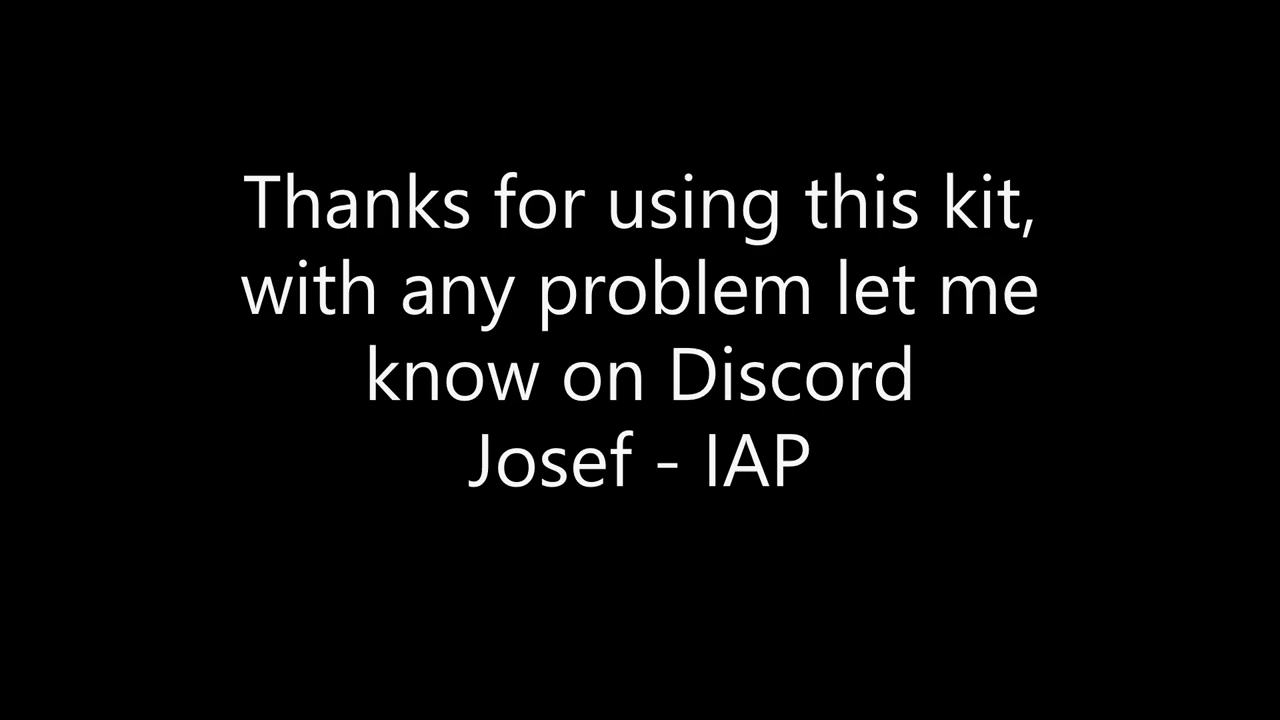 Thanks for using this kit,
with any problem let me
know on Discord
Josef - IAP